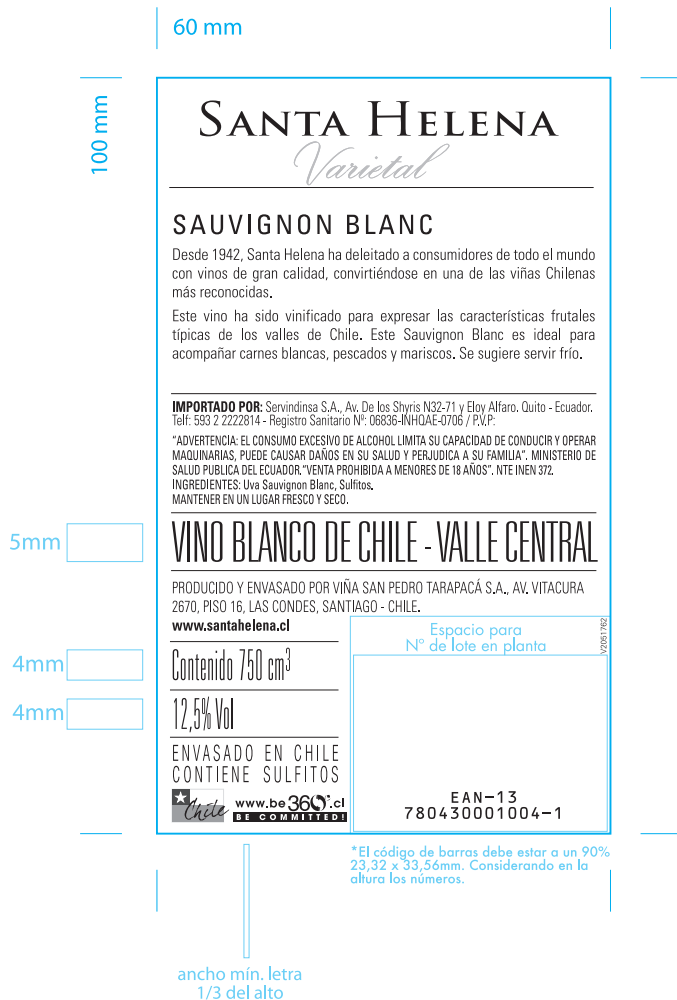 60 mm
100 mm
SANTA HELENA
Varietal
SAUVIGNON BLANC
Desde 1942, Santa Helena ha deleitado a consumidores de todo el mundo
con vinos de gran calidad, convirtiéndose en una de las viñas Chilenas
más reconocidas.
Este vino ha sido vinificado para expresar las características frutales
típicas de los valles de Chile. Este Sauvignon Blanc es ideal para
acompañar carnes blancas, pescados y mariscos. Se sugiere servir frío.
IMPORTADO POR: Servindinsa S.A., Av. De los Shyris N32-71 y Eloy Alfaro. Quito - Ecuador.
Telf: 593 2 2222814 - Registro Sanitario Nº: 06836-INHQAE-0706 / P.V.P:
"ADVERTENCIA: EL CONSUMO EXCESIVO DE ALCOHOL LIMITA SU CAPACIDAD DE CONDUCIR Y OPERAR
MAQUINARIAS, PUEDE CAUSAR DAÑOS EN SU SALUD Y PERJUDICA A SU FAMILIA". MINISTERIO DE
SALUD PUBLICA DEL ECUADOR."VENTA PROHIBIDA A MENORES DE 18 AÑOS". NTE INEN 372.
INGREDIENTES: Uva Sauvignon Blanc, Sulfitos.
MANTENER EN UN LUGAR FRESCO Y SECO.
5mm
VINO BLANCO DE CHILE - VALLE CENTRAL
PRODUCIDO Y ENVASADO POR VIÑA SAN PEDRO TARAPACÁ S.A., AV. VITACURA
2670, PISO 16, LAS CONDES, SANTIAGO - CHILE.
www.santahelena.cl
Espacio para
N° de lote en planta
V2051762
4mm
Contenido 750 cm³
4mm
12,5% Vol
ENVASADO EN CHILE
CONTIENE SULFITOS
Chile
www.be360°.cl
BE COMMITTED!
EAN-13
780430001004-1
*El código de barras debe estar a un 90%
23,32 x 33,56mm. Considerando en la
altura los números.
ancho mín. letra
1/3 del alto